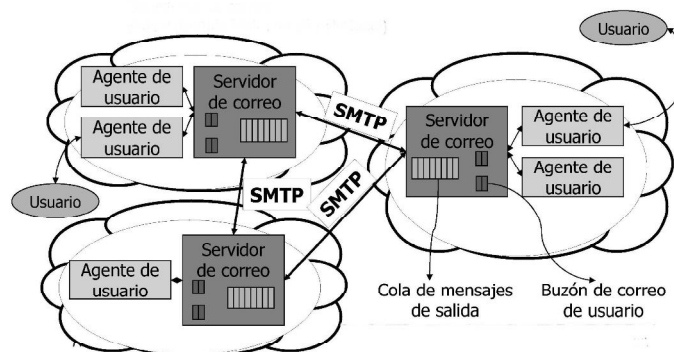 Usuario
Agente de
usuario
Agente de
usuario
Servidor
de correo
SMTP
Servidor
de correo
Agente de
usuario
Agente de
usuario
Usuario
SMTP
SMTP
Agente de
usuario
Servidor
de correo
Cola de mensajes
de salida
Buzón de correo
de usuario